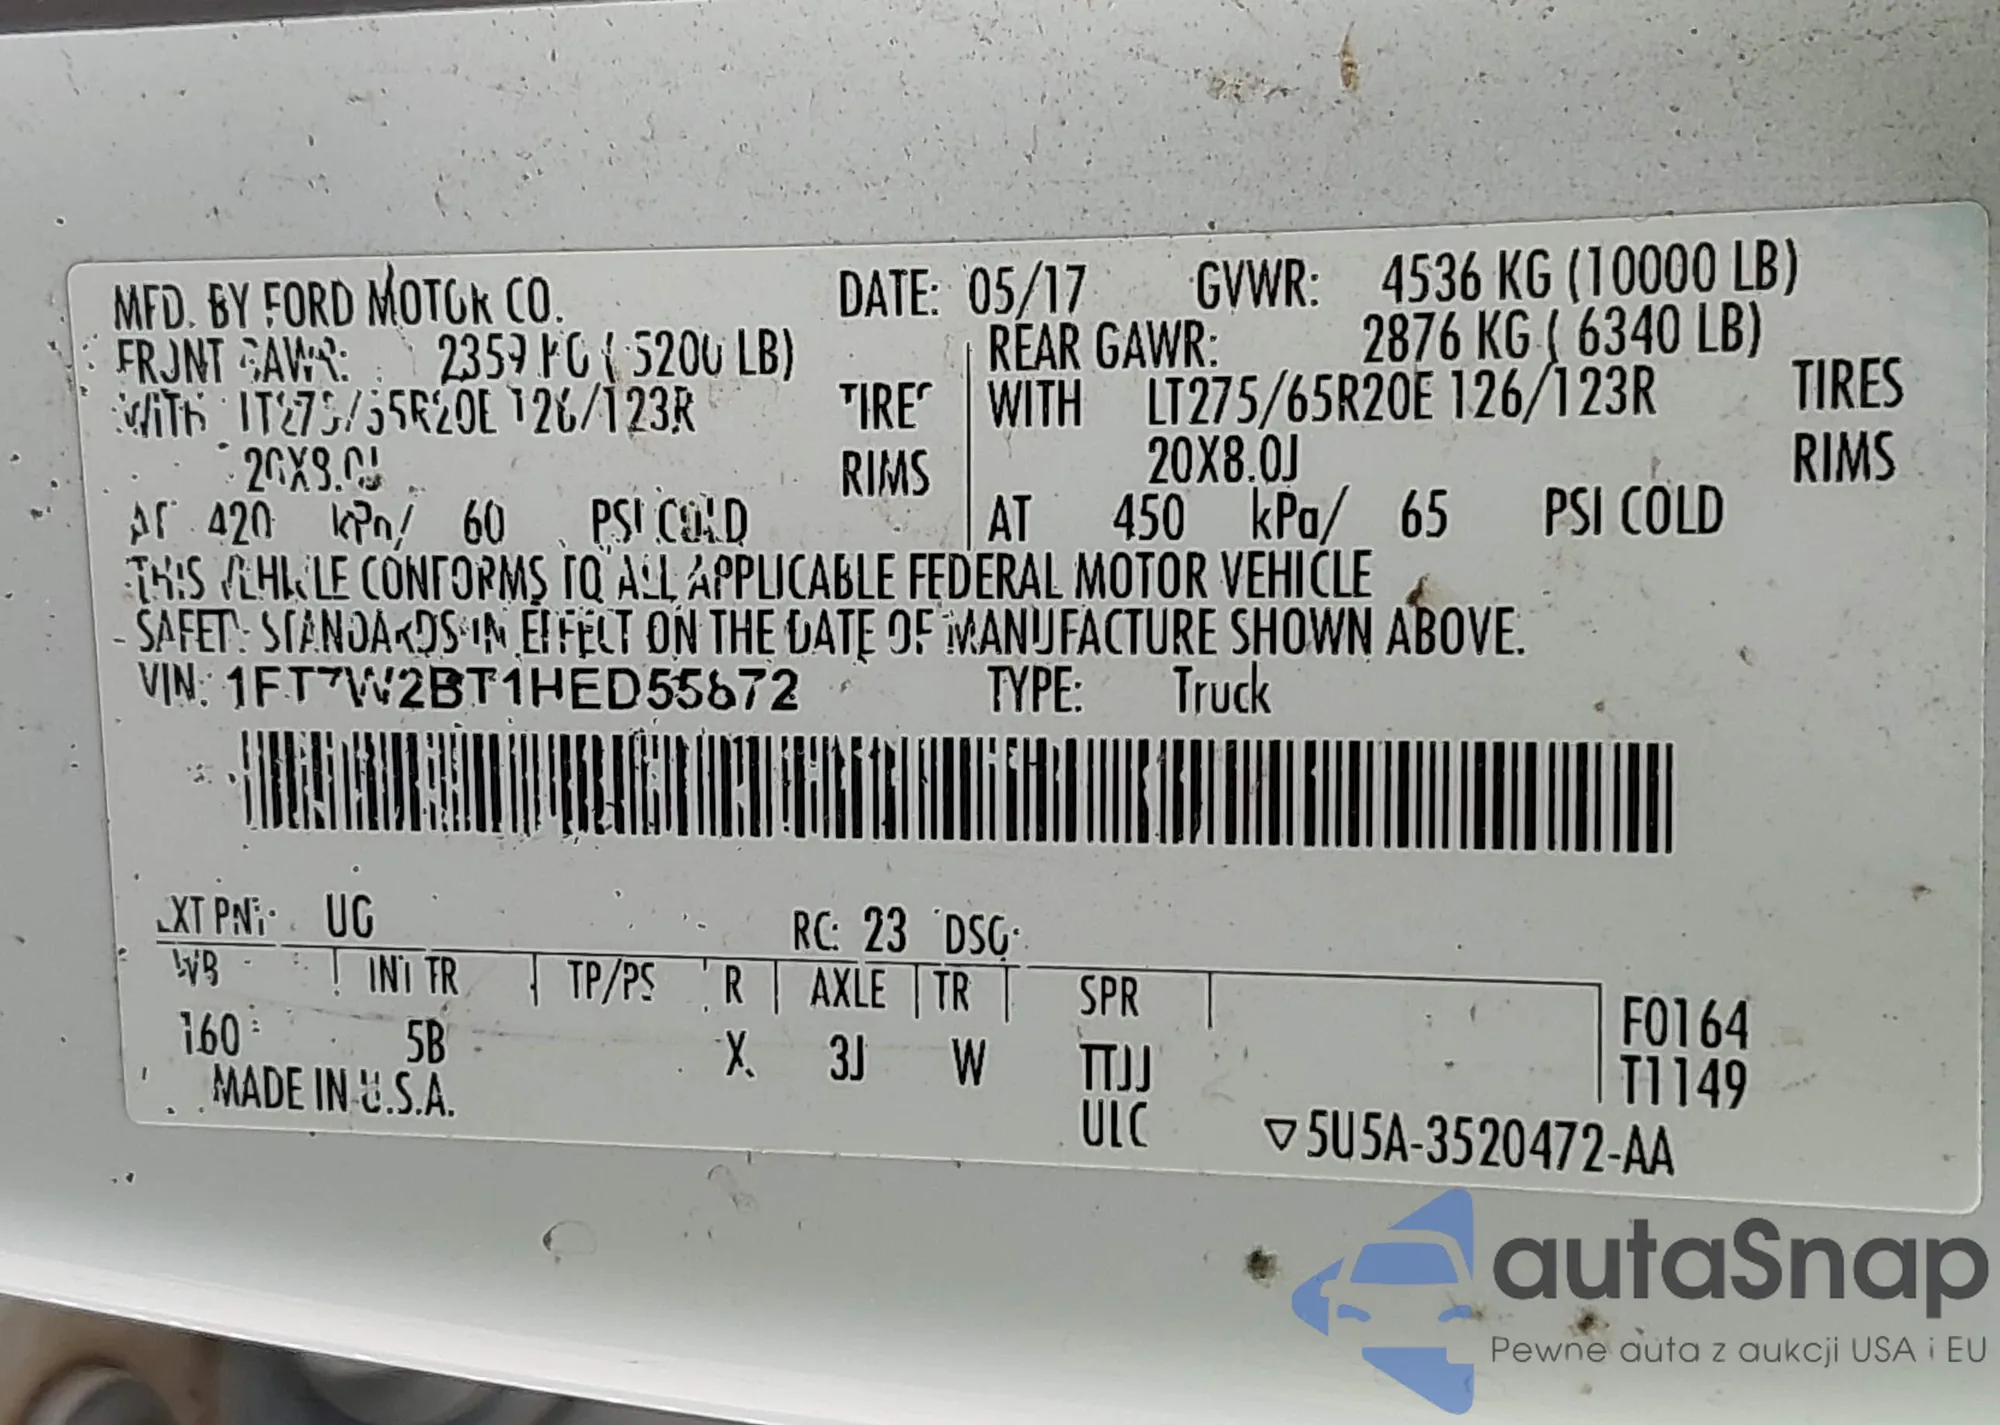 MFD. BY FORD MOTOR CO. DATE: 05/17 GVWR: 4536 KG (10000 LB)
FRONT GAWR: 2359 KG ( 5200 LB) REAR GAWR: 2876 KG ( 6340 LB)
WITH LT275/65R20E 126/123R TIRES WITH LT275/65R20E 126/123R TIRES
20X8.0J RIMS 20X8.0J RIMS
AT 420 kPa/ 60 PSI COLD AT 450 kPa/ 65 PSI COLD
THIS VEHICLE CONFORMS TO ALL APPLICABLE FEDERAL MOTOR VEHICLE
SAFETY STANDARDS IN EFFECT ON THE DATE OF MANUFACTURE SHOWN ABOVE.
VIN: 1FT7W2BT1HED55872 TYPE: Truck
EXT PNT: UG RC: 23 DSO:
WB INT TR TP/PS R AXLE TR SPR
160 5B X 3J W TTJJ F0164
MADE IN U.S.A. ULC T1149
▽5U5A-3520472-AA
autaSnap
Pewne auta z aukcji USA i EU